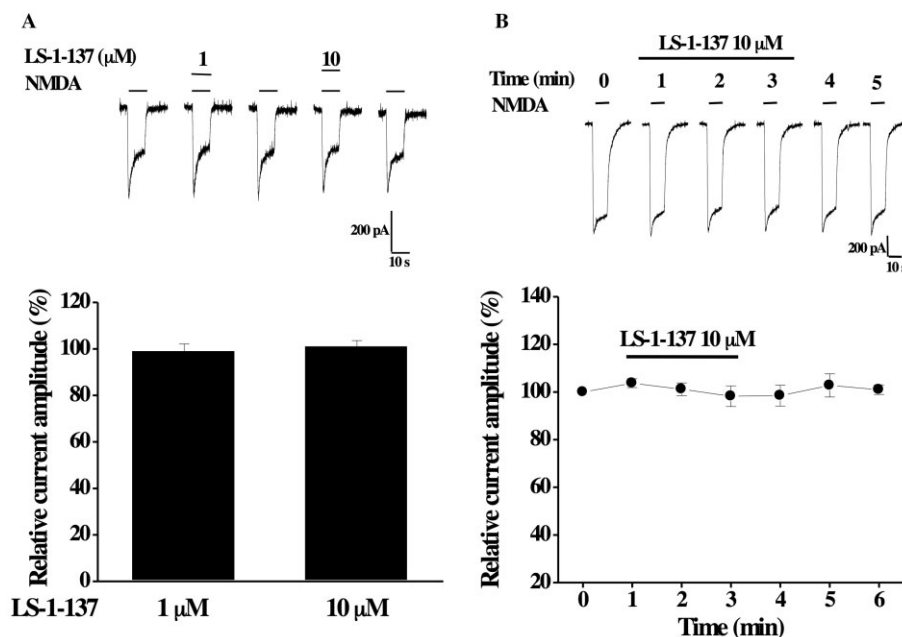 A
LS-1-137 (μM) 1 10
NMDA
200 pA
10 s
120
100
80
60
40
20
0
Relative current amplitude (%)
LS-1-137 1 μM 10 μM
B
LS-1-137 10 μM
Time (min) 0 1 2 3 4 5
NMDA
200 pA
10 s
140
120
100
80
60
40
20
Relative current amplitude (%)
LS-1-137 10 μM
0 1 2 3 4 5 6
Time (min)